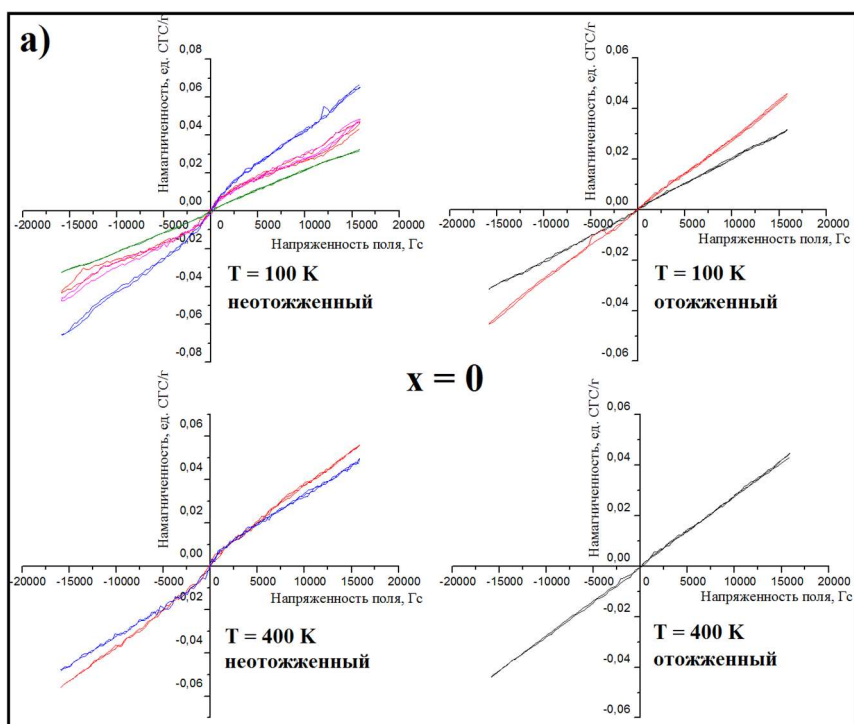 а)
Намагниченность, ед. СГС/г
0,08
0,06
0,04
0,02
0,00
-20000 -15000 -10000 -5000 0 5000 10000 15000 20000
-0,02
Напряженность поля, Гс
-0,04
-0,06
-0,08
T = 100 K
неотожженный
Намагниченность, ед. СГС/г
0,06
0,04
0,02
0,00
-20000 -15000 -10000 -5000 0 5000 10000 15000 20000
Напряженность поля, Гс
-0,02
-0,04
-0,06
T = 100 K
отожженный
x = 0
Намагниченность, ед. СГС/г
0,06
0,04
0,02
0,00
-20000 -15000 -10000 -5000 0 5000 10000 15000 20000
Напряженность поля, Гс
-0,02
-0,04
-0,06
T = 400 K
неотожженный
Намагниченность, ед. СГС/г
0,06
0,04
0,02
0,00
-20000 -15000 -10000 -5000 0 5000 10000 15000 20000
Напряженность поля, Гс
-0,02
-0,04
-0,06
T = 400 K
отожженный